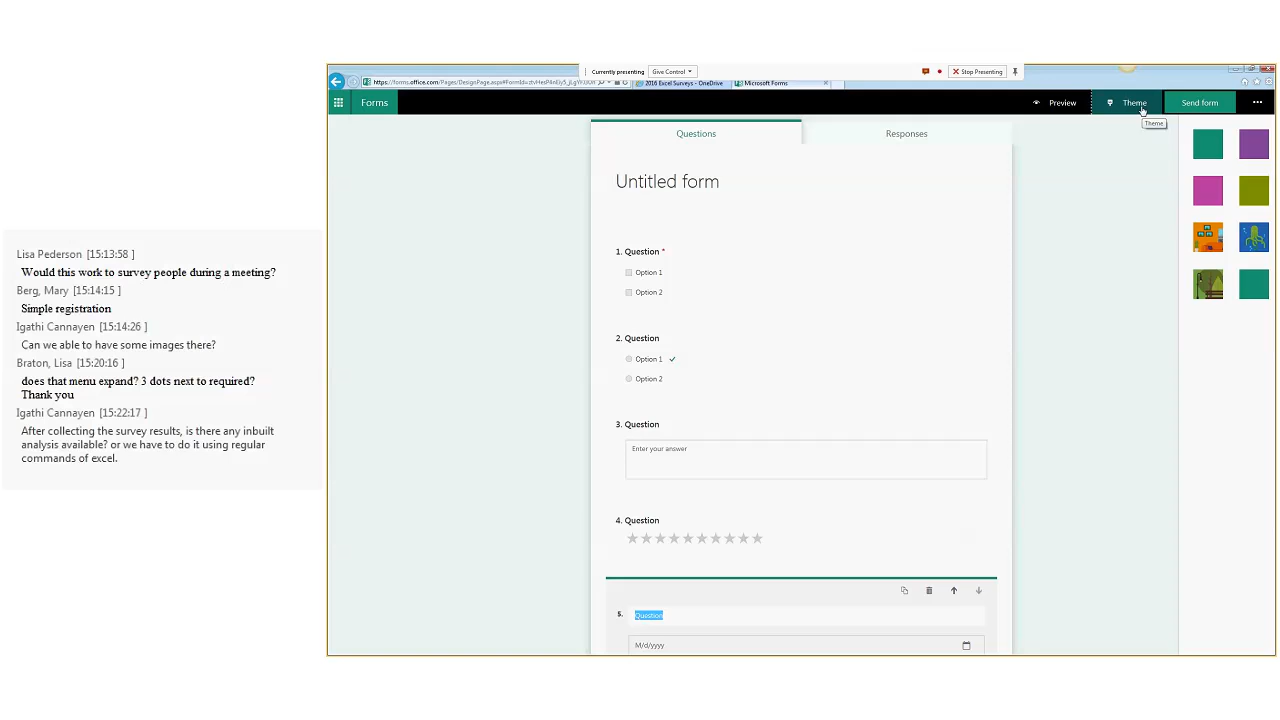 Lisa Pederson [15:13:58 ]
Would this work to survey people during a meeting?
Berg, Mary [15:14:15 ]
Simple registration
Igathi Cannayen [15:14:26 ]
Can we able to have some images there?
Braton, Lisa [15:20:16 ]
does that menu expand? 3 dots next to required?
Thank you
Igathi Cannayen [15:22:17 ]
After collecting the survey results, is there any inbuilt
analysis available? or we have to do it using regular
commands of excel.
Currently presenting Give Control Stop Presenting
2016 Excel Surveys - OneDrive Microsoft Forms
Forms Preview Theme Send form
Theme
Questions Responses
Untitled form
1. Question *
Option 1
Option 2
2. Question
Option 1
Option 2
3. Question
Enter your answer
4. Question
5. Question
M/d/yyyy